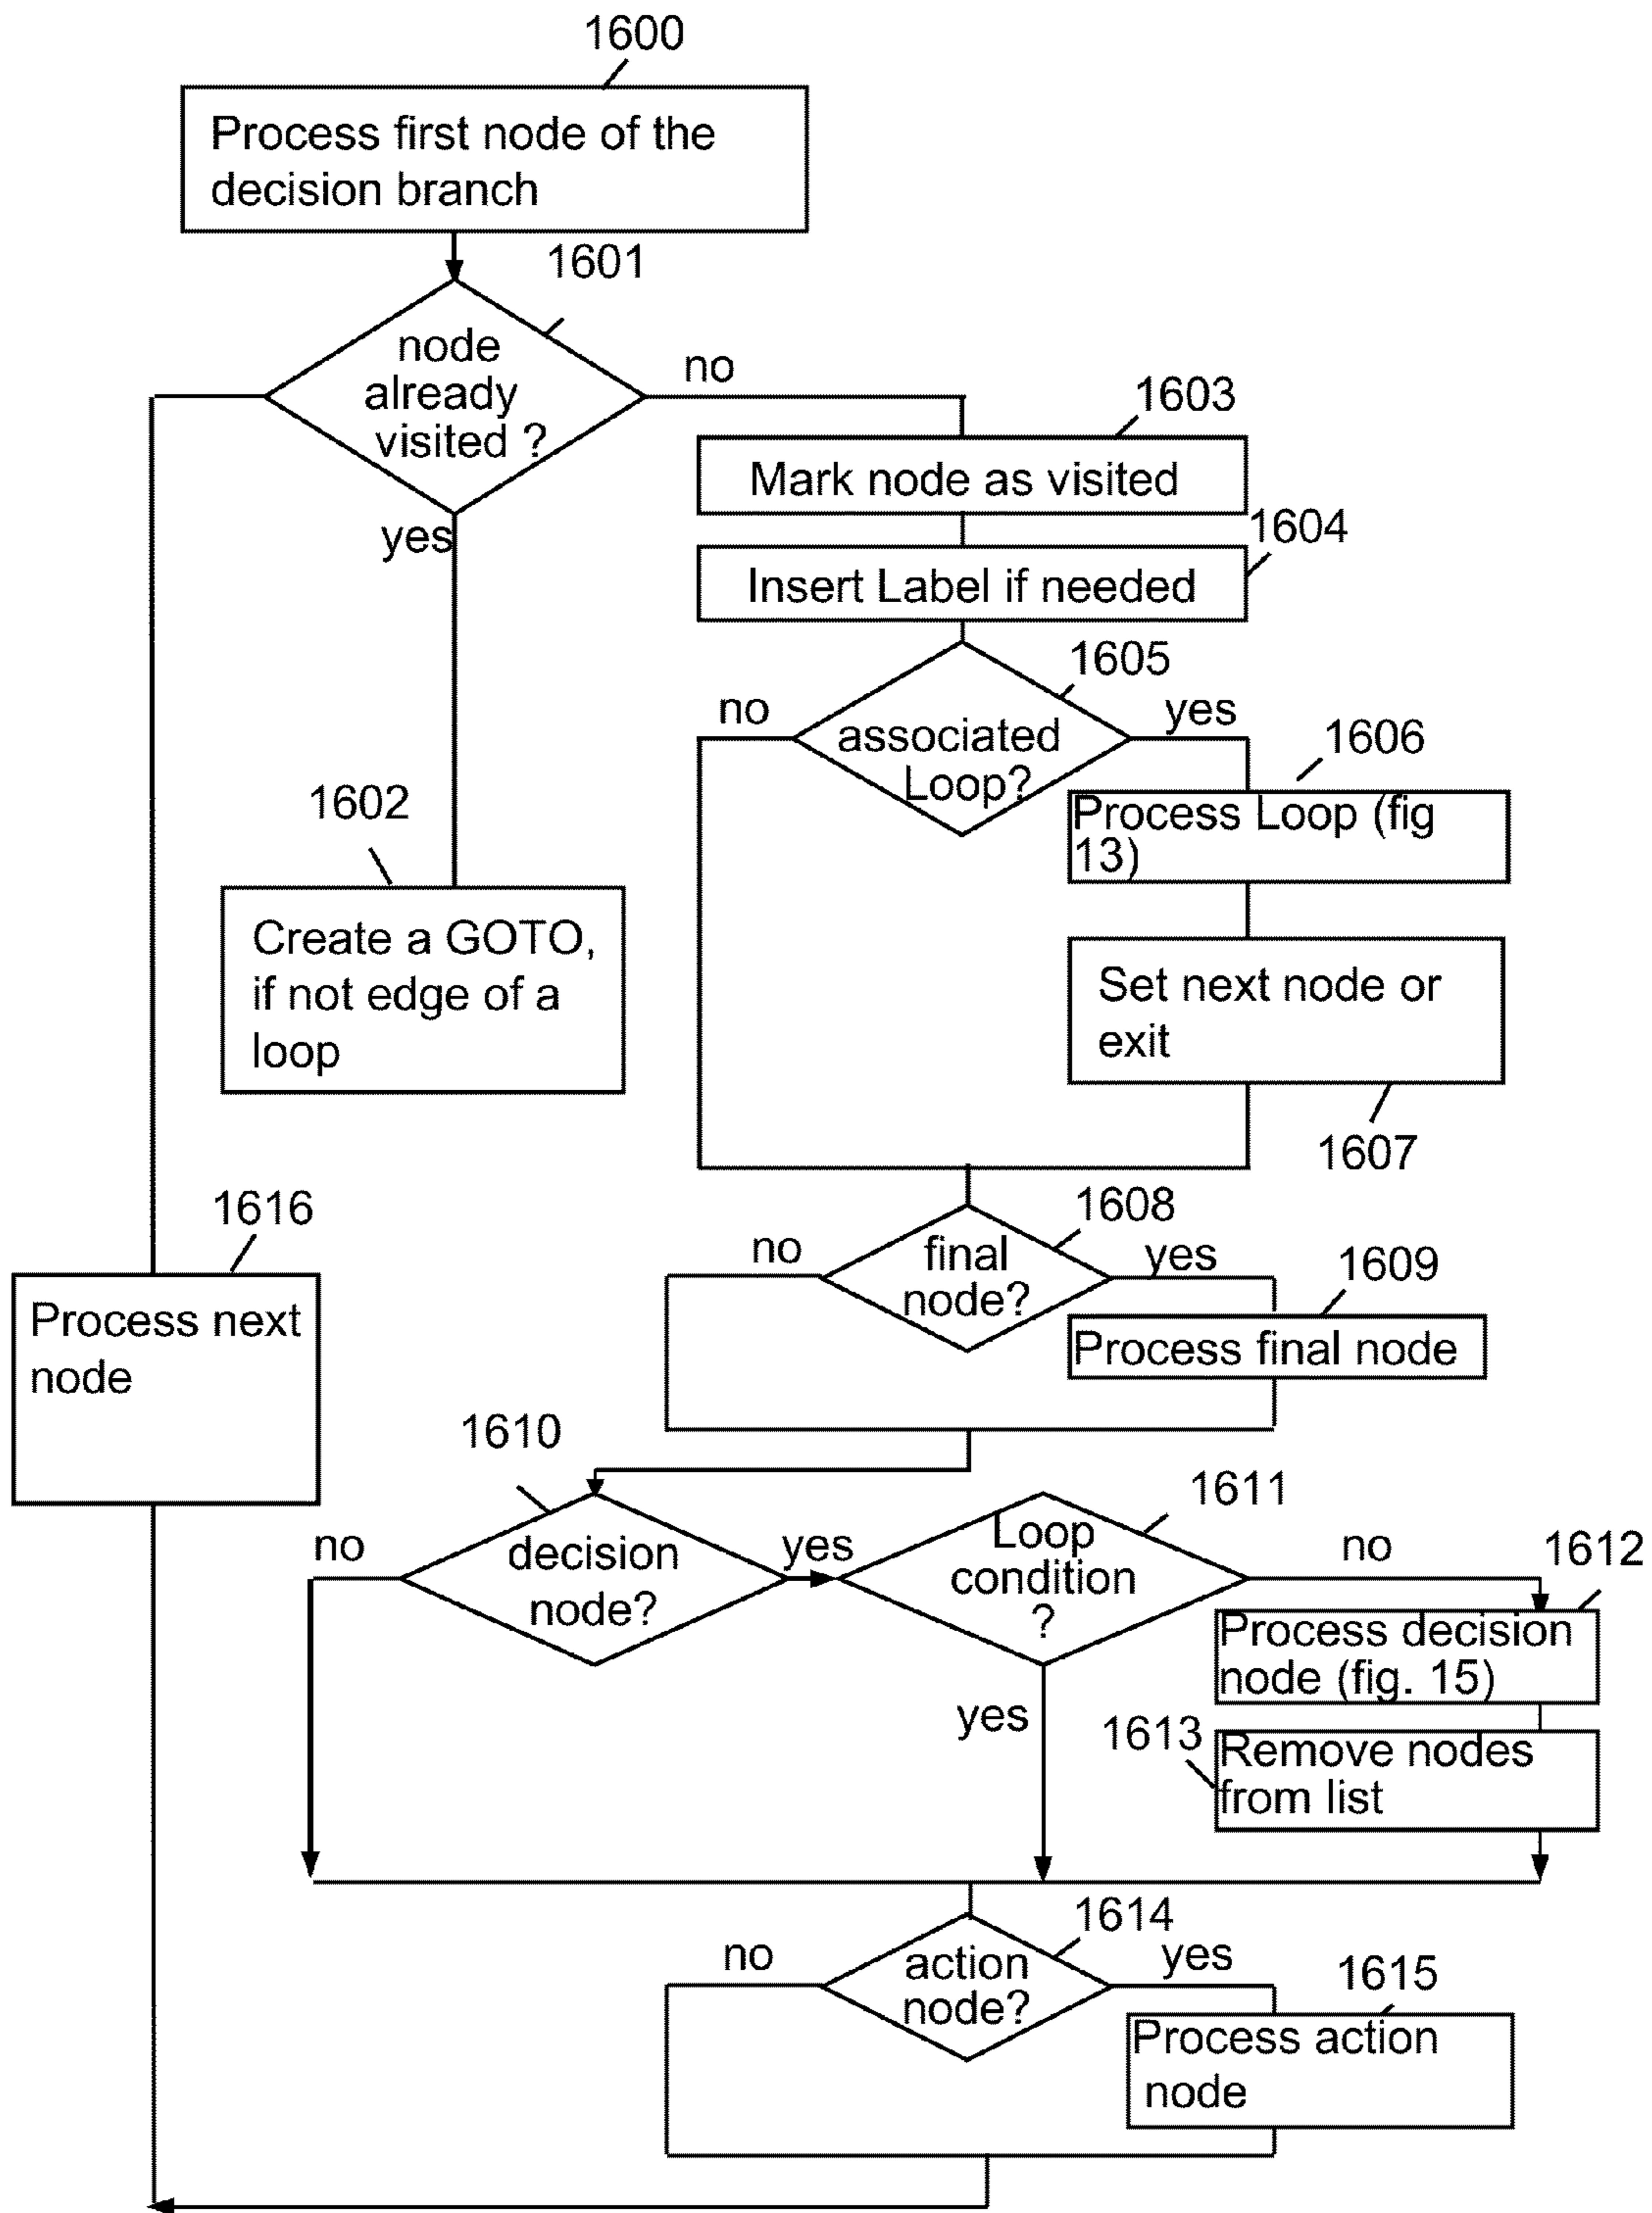 1600
Process first node of the
decision branch
1601
node
already
visited ?
no
yes
1603
Mark node as visited
1604
Insert Label if needed
1605
no
associated
Loop?
yes
1606
Process Loop (fig
13)
1602
Create a GOTO,
if not edge of a
loop
Set next node or
exit
1607
1616
Process next
node
1608
no
final
node?
yes
1609
Process final node
1610
no
decision
node?
yes
1611
Loop
condition
?
no
yes
1612
Process decision
node (fig. 15)
1613
Remove nodes
from list
1614
no
action
node?
yes
1615
Process action
node